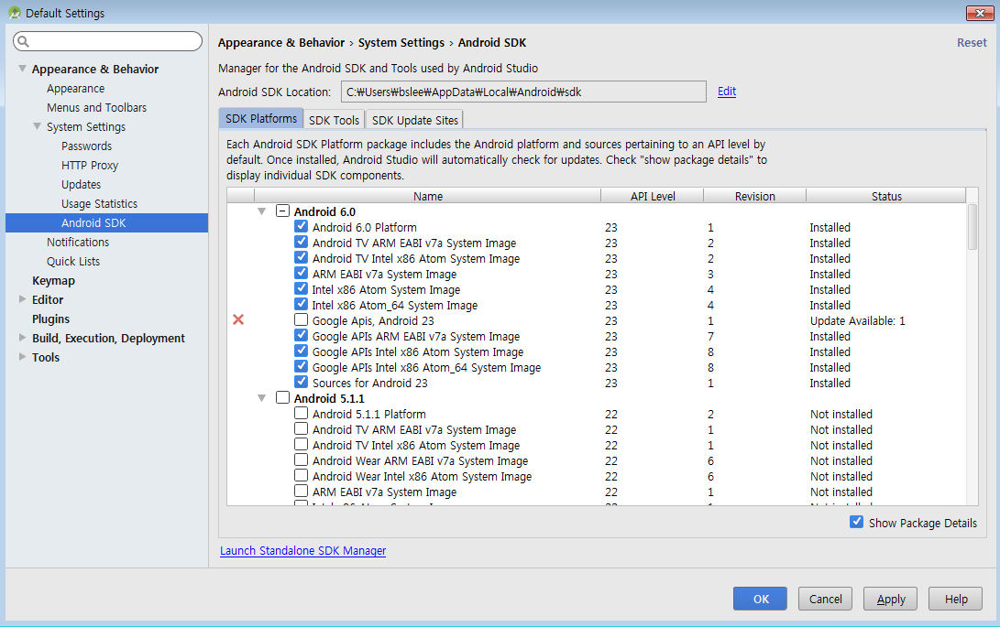 Default Settings
Appearance & Behavior › System Settings › Android SDK
Reset
Appearance & Behavior
Appearance
Menus and Toolbars
System Settings
Passwords
HTTP Proxy
Updates
Usage Statistics
Android SDK
Notifications
Quick Lists
Keymap
Editor
Plugins
Build, Execution, Deployment
Tools
Manager for the Android SDK and Tools used by Android Studio
Android SDK Location: C:₩Users₩bslee₩AppData₩Local₩Android₩sdk Edit
SDK Platforms SDK Tools SDK Update Sites
Each Android SDK Platform package includes the Android platform and sources pertaining to an API level by
default. Once installed, Android Studio will automatically check for updates. Check "show package details" to
display individual SDK components.
Name API Level Revision Status
Android 6.0
Android 6.0 Platform 23 1 Installed
Android TV ARM EABI v7a System Image 23 2 Installed
Android TV Intel x86 Atom System Image 23 2 Installed
ARM EABI v7a System Image 23 3 Installed
Intel x86 Atom System Image 23 4 Installed
Intel x86 Atom_64 System Image 23 4 Installed
Google Apis, Android 23 23 1 Update Available: 1
Google APIs ARM EABI v7a System Image 23 7 Installed
Google APIs Intel x86 Atom System Image 23 8 Installed
Google APIs Intel x86 Atom_64 System Image 23 8 Installed
Sources for Android 23 23 1 Installed
Android 5.1.1
Android 5.1.1 Platform 22 2 Not installed
Android TV ARM EABI v7a System Image 22 1 Not installed
Android TV Intel x86 Atom System Image 22 1 Not installed
Android Wear ARM EABI v7a System Image 22 6 Not installed
Android Wear Intel x86 Atom System Image 22 6 Not installed
ARM EABI v7a System Image 22 1 Not installed
Show Package Details
Launch Standalone SDK Manager
OK Cancel Apply Help